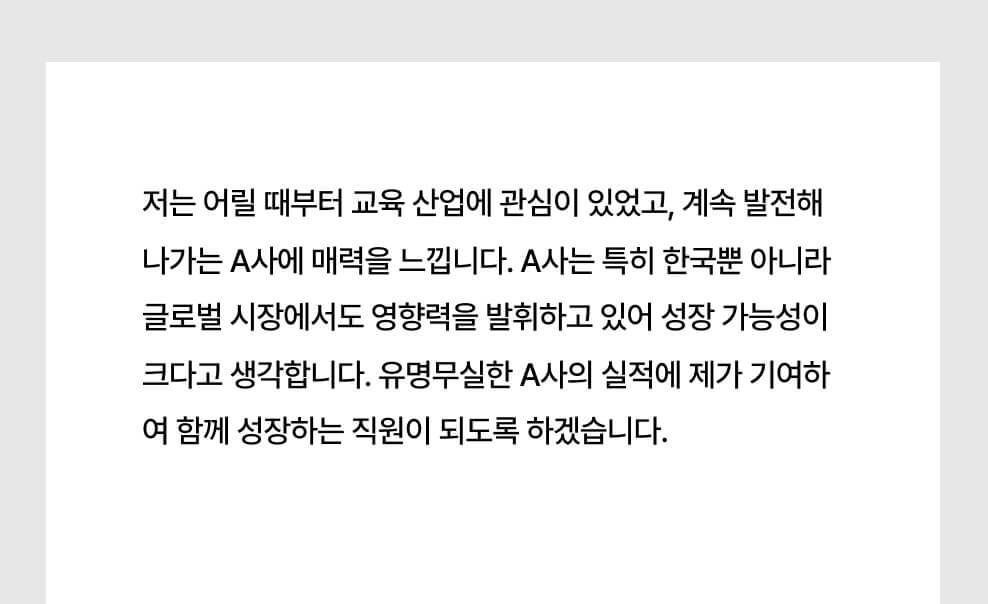 저는 어릴 때부터 교육 산업에 관심이 있었고, 계속 발전해
나가는 A사에 매력을 느낍니다. A사는 특히 한국뿐 아니라
글로벌 시장에서도 영향력을 발휘하고 있어 성장 가능성이
크다고 생각합니다. 유명무실한 A사의 실적에 제가 기여하
여 함께 성장하는 직원이 되도록 하겠습니다.